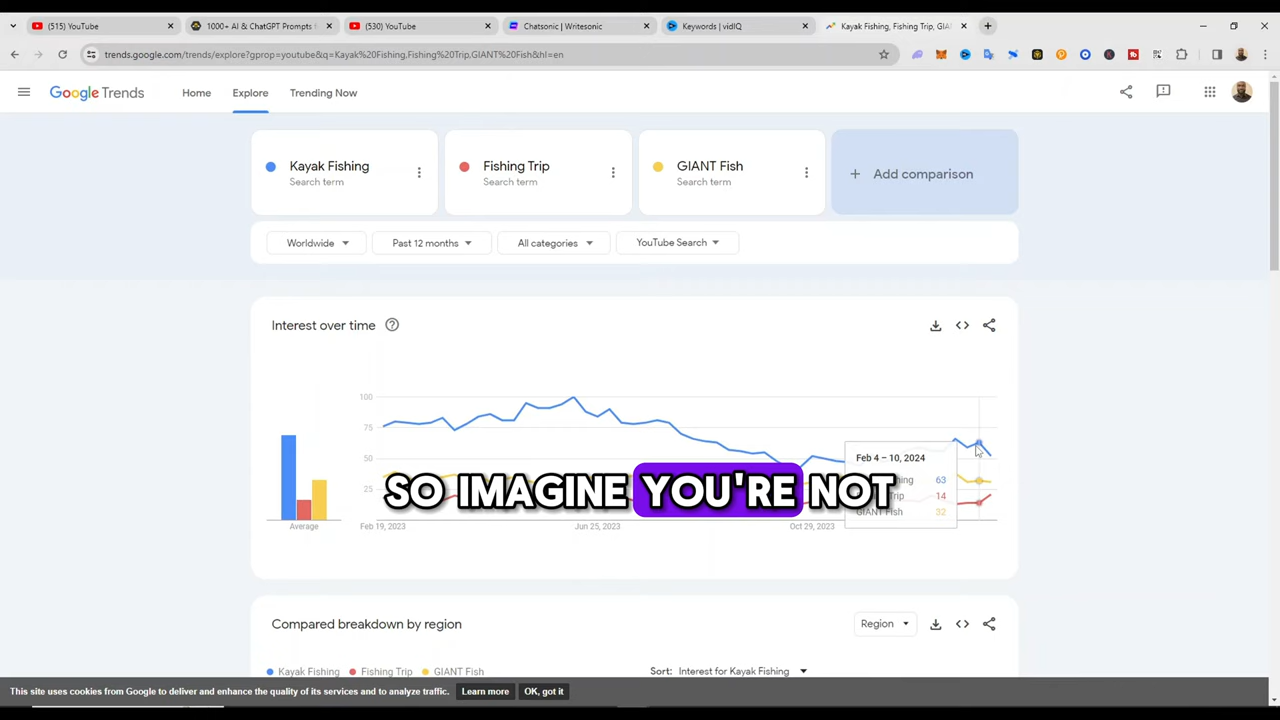 (515) YouTube
1000+ AI & ChatGPT Prompts f
(530) YouTube
Chatsonic | Writesonic
Keywords | vidIQ
Kayak Fishing, Fishing Trip, GIAN
trends.google.com/trends/explore?gprop=youtube&q=Kayak%20Fishing,Fishing%20Trip,GIANT%20Fish&hl=en
Google Trends
Home
Explore
Trending Now
Kayak Fishing
Search term
Fishing Trip
Search term
GIANT Fish
Search term
+ Add comparison
Worldwide
Past 12 months
All categories
YouTube Search
Interest over time
100
75
50
25
Average
Feb 19, 2023
Jun 25, 2023
Oct 29, 2023
Feb 4 – 10, 2024
63
14
GIANT Fish 32
SO IMAGINE YOU'RE NOT
Compared breakdown by region
Region
Kayak Fishing
Fishing Trip
GIANT Fish
Sort: Interest for Kayak Fishing
This site uses cookies from Google to deliver and enhance the quality of its services and to analyze traffic.
Learn more
OK, got it